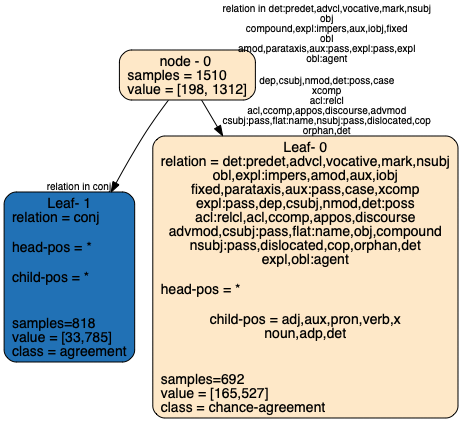 relation in det:predet,advcl,vocative,mark,nsubj
obj
compound,expl:impers,aux,iobj,fixed
obl
amod,parataxis,aux:pass,expl:pass,expl
obl:agent
dep,csubj,nmod,det:poss,case
xcomp
acl:relcl
acl,ccomp,appos,discourse,advmod
csubj:pass,flat:name,nsubj:pass,dislocated,cop
orphan,det
node - 0
samples = 1510
value = [198, 1312]
relation in conj
Leaf- 1
relation = conj
head-pos = *
child-pos = *
samples=818
value = [33,785]
class = agreement
Leaf- 0
relation = det:predet,advcl,vocative,mark,nsubj
obl,expl:impers,amod,aux,iobj
fixed,parataxis,aux:pass,case,xcomp
expl:pass,dep,csubj,nmod,det:poss
acl:relcl,acl,ccomp,appos,discourse
advmod,csubj:pass,flat:name,obj,compound
nsubj:pass,dislocated,cop,orphan,det
expl,obl:agent
head-pos = *
child-pos = adj,aux,pron,verb,x
noun,adp,det
samples=692
value = [165,527]
class = chance-agreement